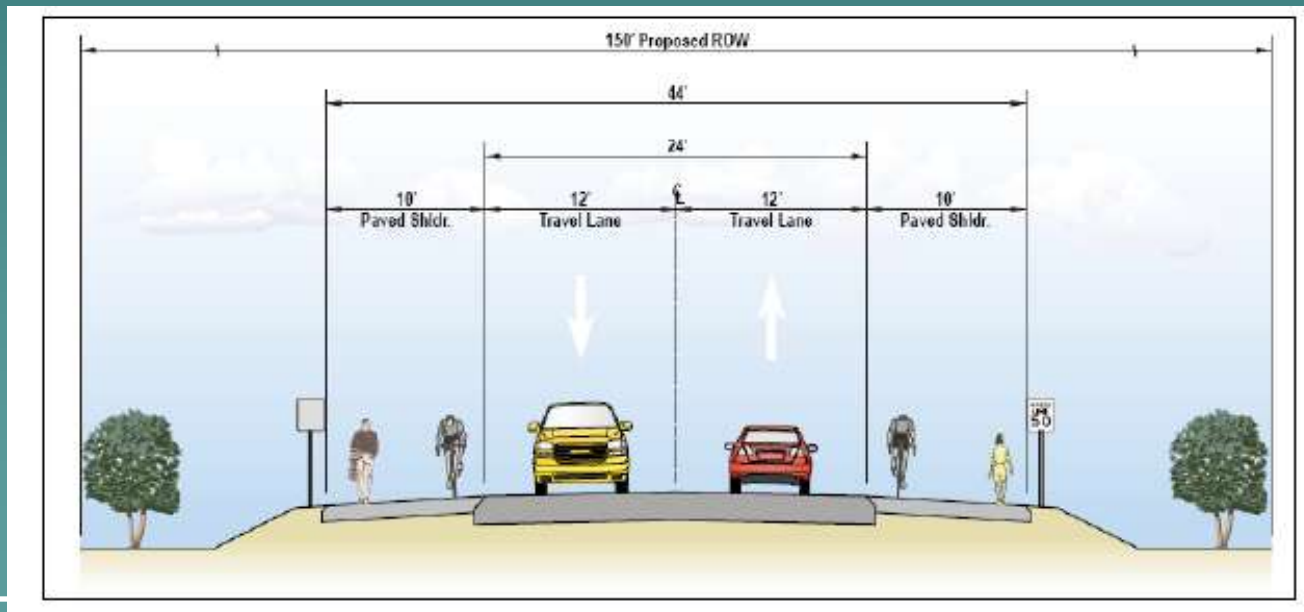 150' Proposed ROW
44'
24'
10'
Paved Shldr.
12'
Travel Lane
℄
12'
Travel Lane
10'
Paved Shldr.
50